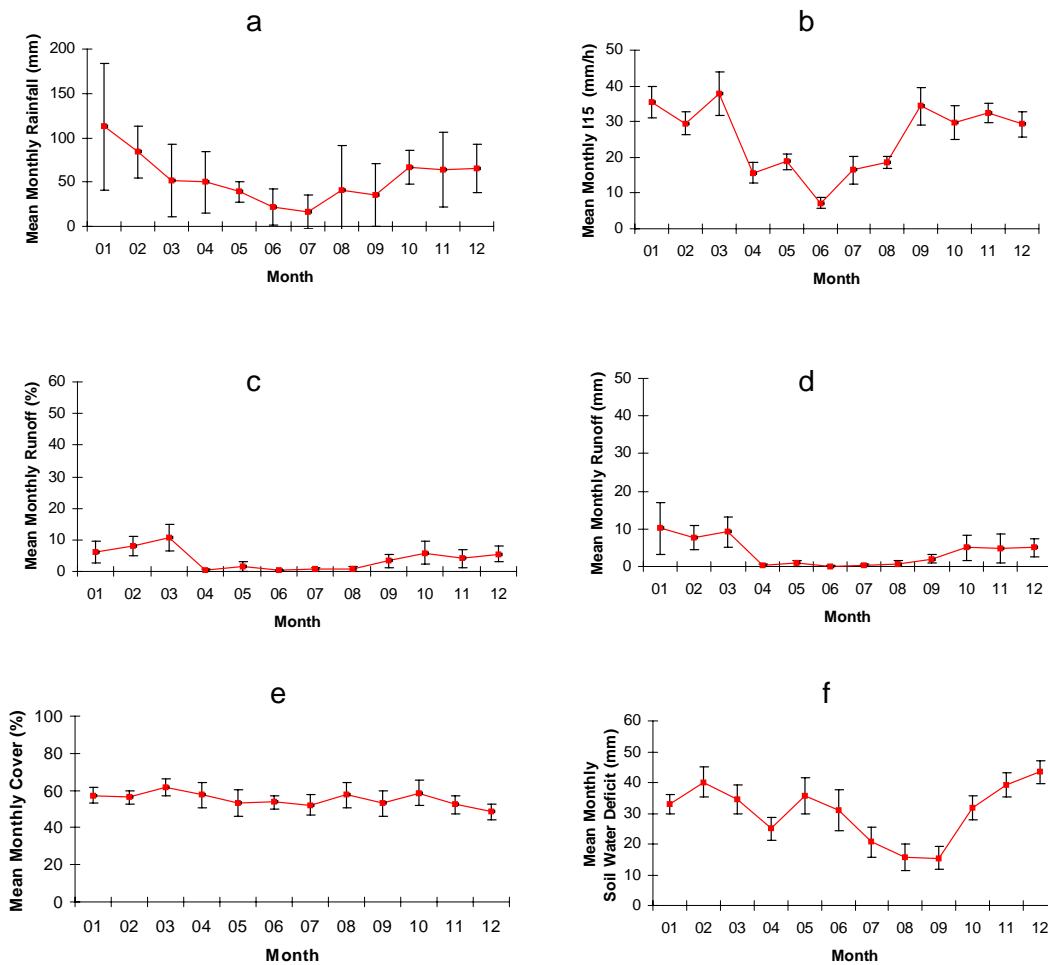 a
Mean Monthly Rainfall (mm)
200
150
100
50
0
01 02 03 04 05 06 07 08 09 10 11 12
Month
b
Mean Monthly I15 (mm/h)
50
40
30
20
10
0
01 02 03 04 05 06 07 08 09 10 11 12
Month
c
Mean Monthly Runoff (%)
60
50
40
30
20
10
0
01 02 03 04 05 06 07 08 09 10 11 12
Month
d
Mean Monthly Runoff (mm)
50
40
30
20
10
0
01 02 03 04 05 06 07 08 09 10 11 12
Month
e
Mean Monthly Cover (%)
100
80
60
40
20
0
01 02 03 04 05 06 07 08 09 10 11 12
Month
f
Mean Monthly
Soil Water Deficit (mm)
60
50
40
30
20
10
0
01 02 03 04 05 06 07 08 09 10 11 12
Month